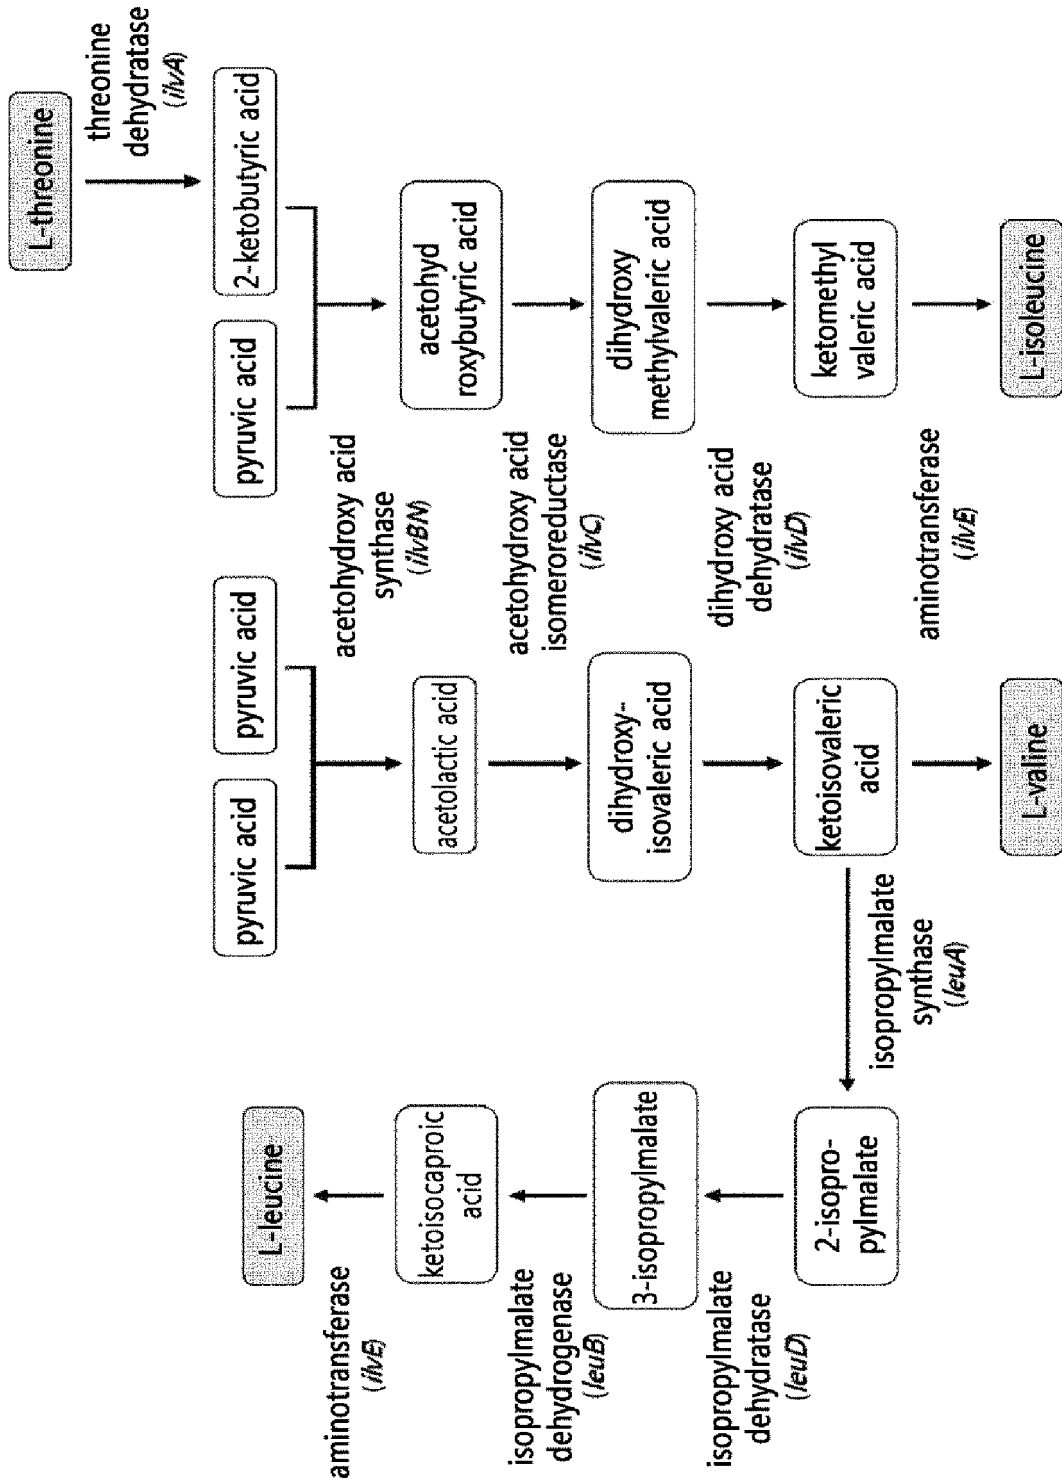 L-threonine
threonine
dehydratase
(ilvA)
pyruvic acid
pyruvic acid
pyruvic acid
2-ketobutyric acid
L-leucine
aminotransferase
(ilvE)
acetohydroxy acid
synthase
(ilvBN)
ketoisocaproic
acid
acetolactic acid
acetohyd
roxybutyric acid
isopropylmalate
dehydrogenase
(leuB)
acetohydroxy acid
isomeroreductase
(ilvC)
3-isopropylmalate
dihydroxy-
isovaleric acid
dihydroxy
methylvaleric acid
isopropylmalate
dehydratase
(leuD)
dihydroxy acid
dehydratase
(ilvD)
2-isopro-
pylmalate
ketoisovaleric
acid
ketomethyl
valeric acid
isopropylmalate
synthase
(leuA)
aminotransferase
(ilvE)
L-valine
L-isoleucine